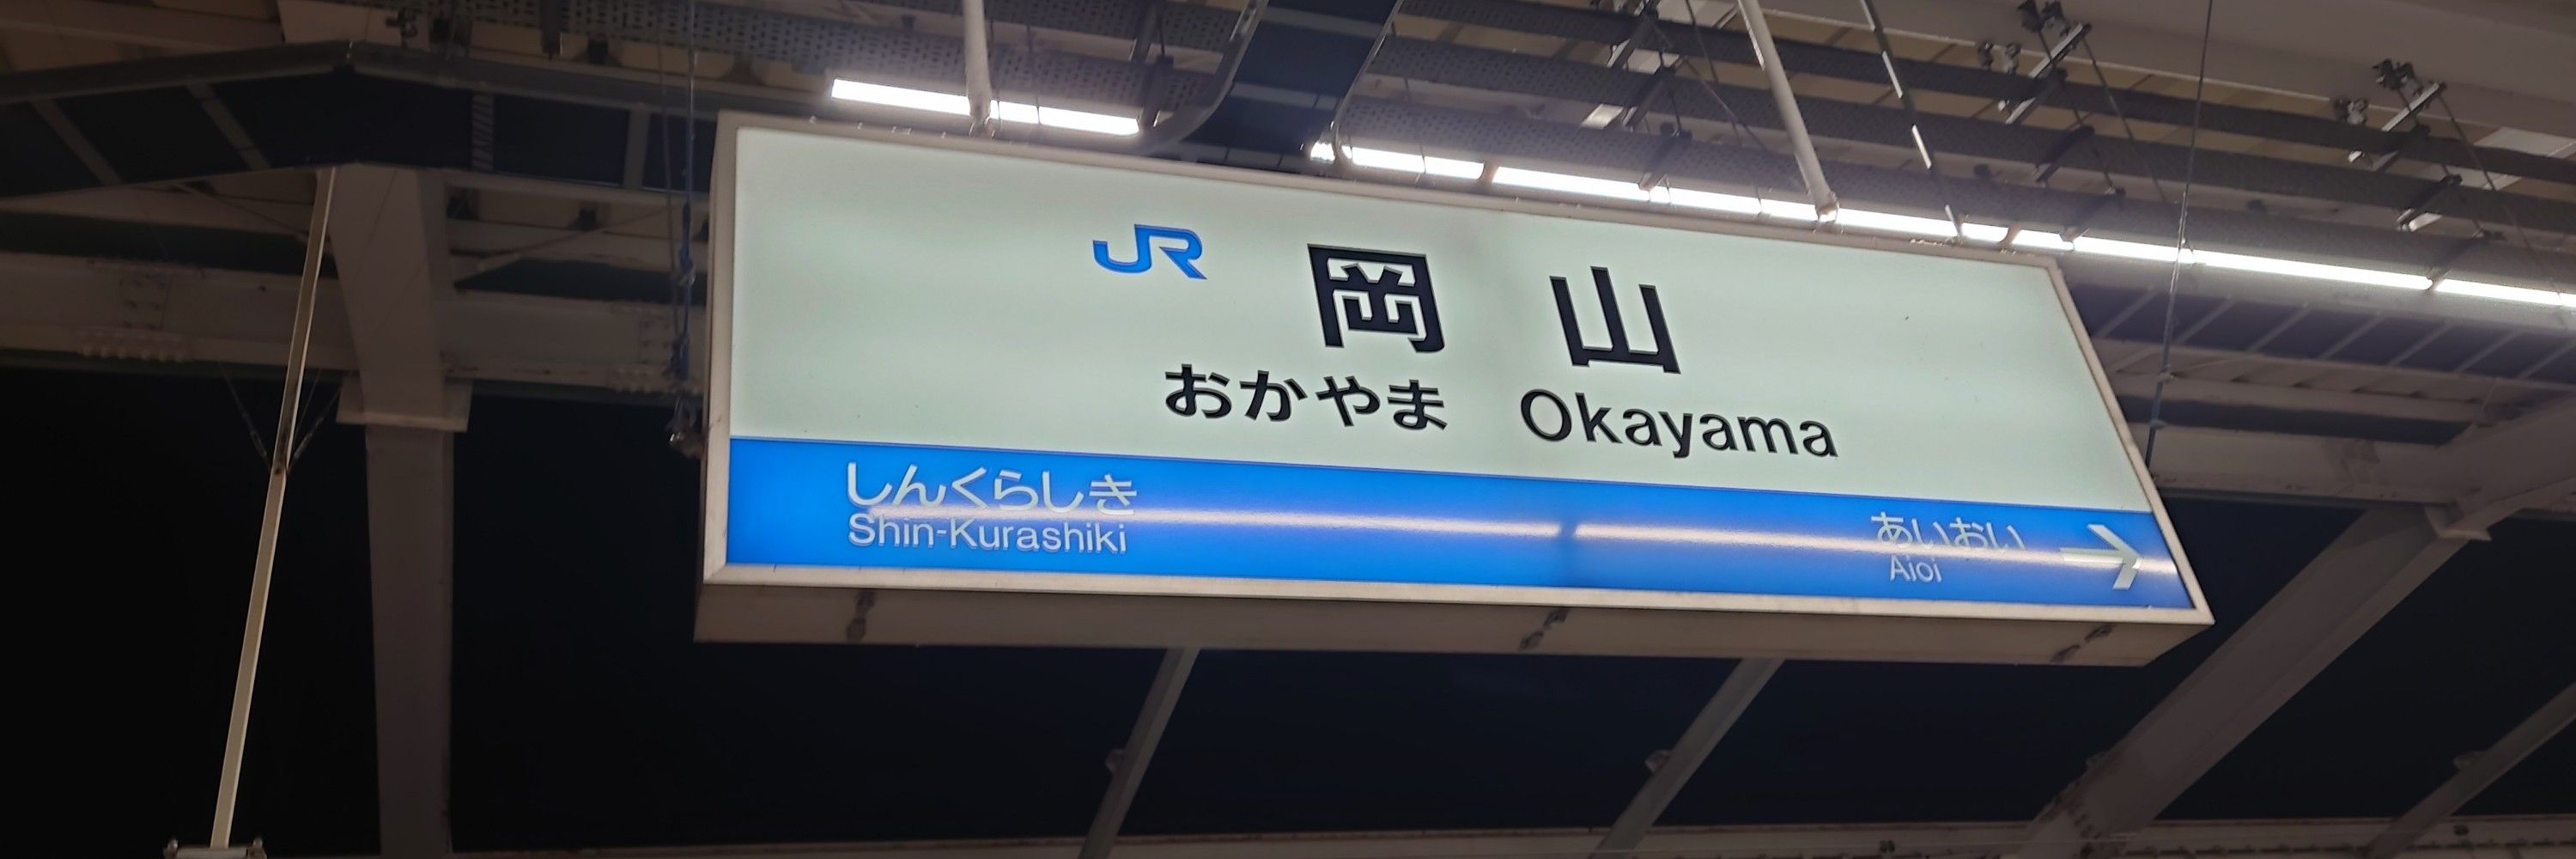 JR 岡山
おかやま Okayama
しんくらしき
Shin-Kurashiki
あいおい →
Aioi